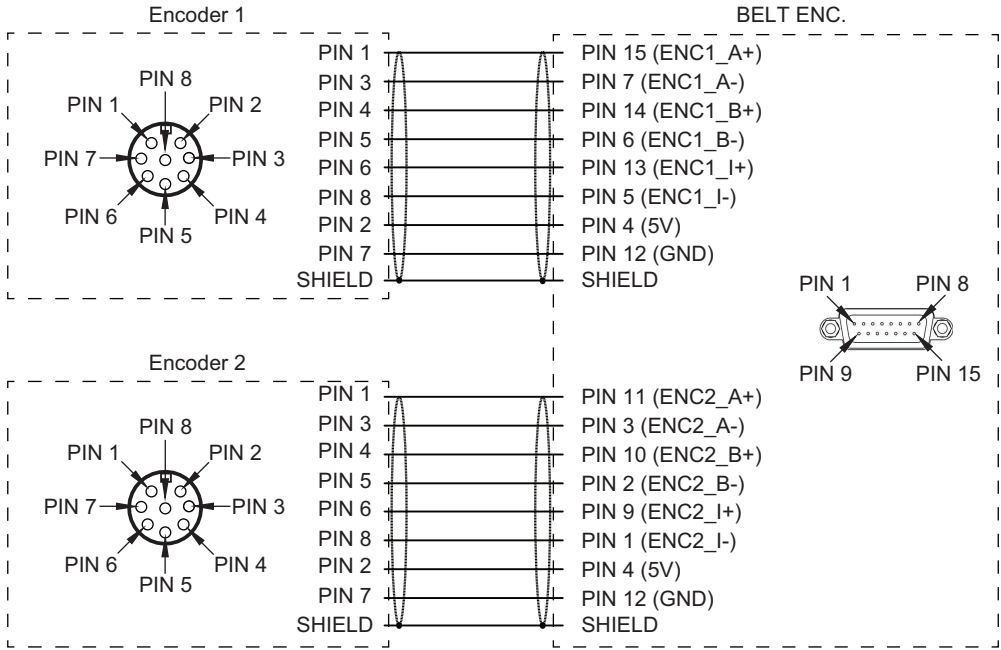 Encoder 1
BELT ENC.
PIN 8
PIN 1
PIN 2
PIN 7
PIN 3
PIN 6
PIN 4
PIN 5
PIN 1
PIN 3
PIN 4
PIN 5
PIN 6
PIN 8
PIN 2
PIN 7
SHIELD
PIN 15 (ENC1_A+)
PIN 7 (ENC1_A-)
PIN 14 (ENC1_B+)
PIN 6 (ENC1_B-)
PIN 13 (ENC1_I+)
PIN 5 (ENC1_I-)
PIN 4 (5V)
PIN 12 (GND)
SHIELD
PIN 1
PIN 8
PIN 9
PIN 15
Encoder 2
PIN 8
PIN 1
PIN 2
PIN 7
PIN 3
PIN 6
PIN 4
PIN 5
PIN 1
PIN 3
PIN 4
PIN 5
PIN 6
PIN 8
PIN 2
PIN 7
SHIELD
PIN 11 (ENC2_A+)
PIN 3 (ENC2_A-)
PIN 10 (ENC2_B+)
PIN 2 (ENC2_B-)
PIN 9 (ENC2_I+)
PIN 1 (ENC2_I-)
PIN 4 (5V)
PIN 12 (GND)
SHIELD